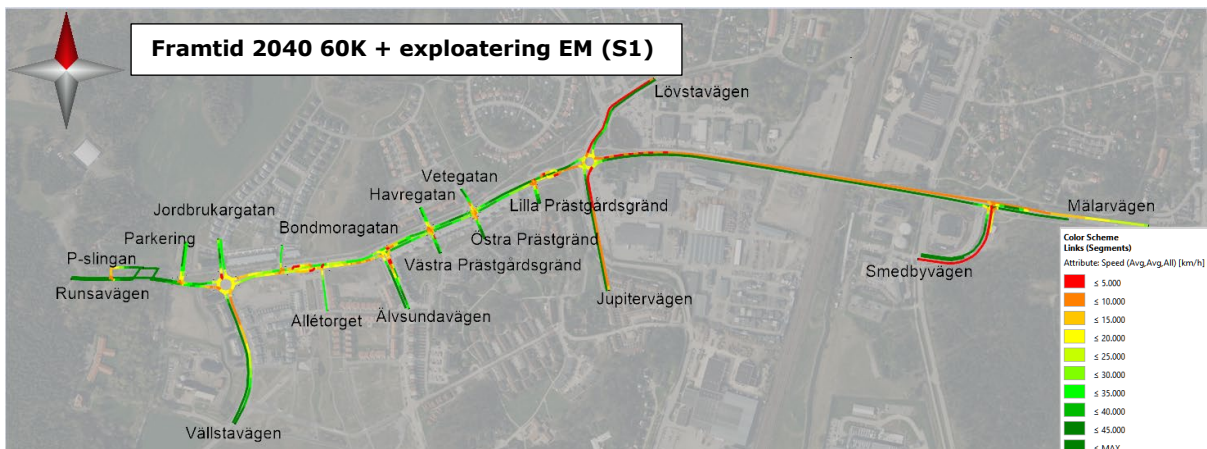 Framtid 2040 60K + exploatering EM (S1)
Lövstavägen
Vetegatan
Havregatan
Lilla Prästgårdsgränd
Jordbrukargatan
Bondmoragatan
Mälarvägen
Parkering
Östra Prästgränd
P-slingan
Västra Prästgårdsgränd
Smedbyvägen
Runsavägen
Jupitervägen
Allétorget
Älvsundavägen
Vällstavägen
Color Scheme
Links (Segments)
Attribute: Speed (Avg,Avg,All) [km/h]
≤ 5.000
≤ 10.000
≤ 15.000
≤ 20.000
≤ 25.000
≤ 30.000
≤ 35.000
≤ 40.000
≤ 45.000
≤ MAX